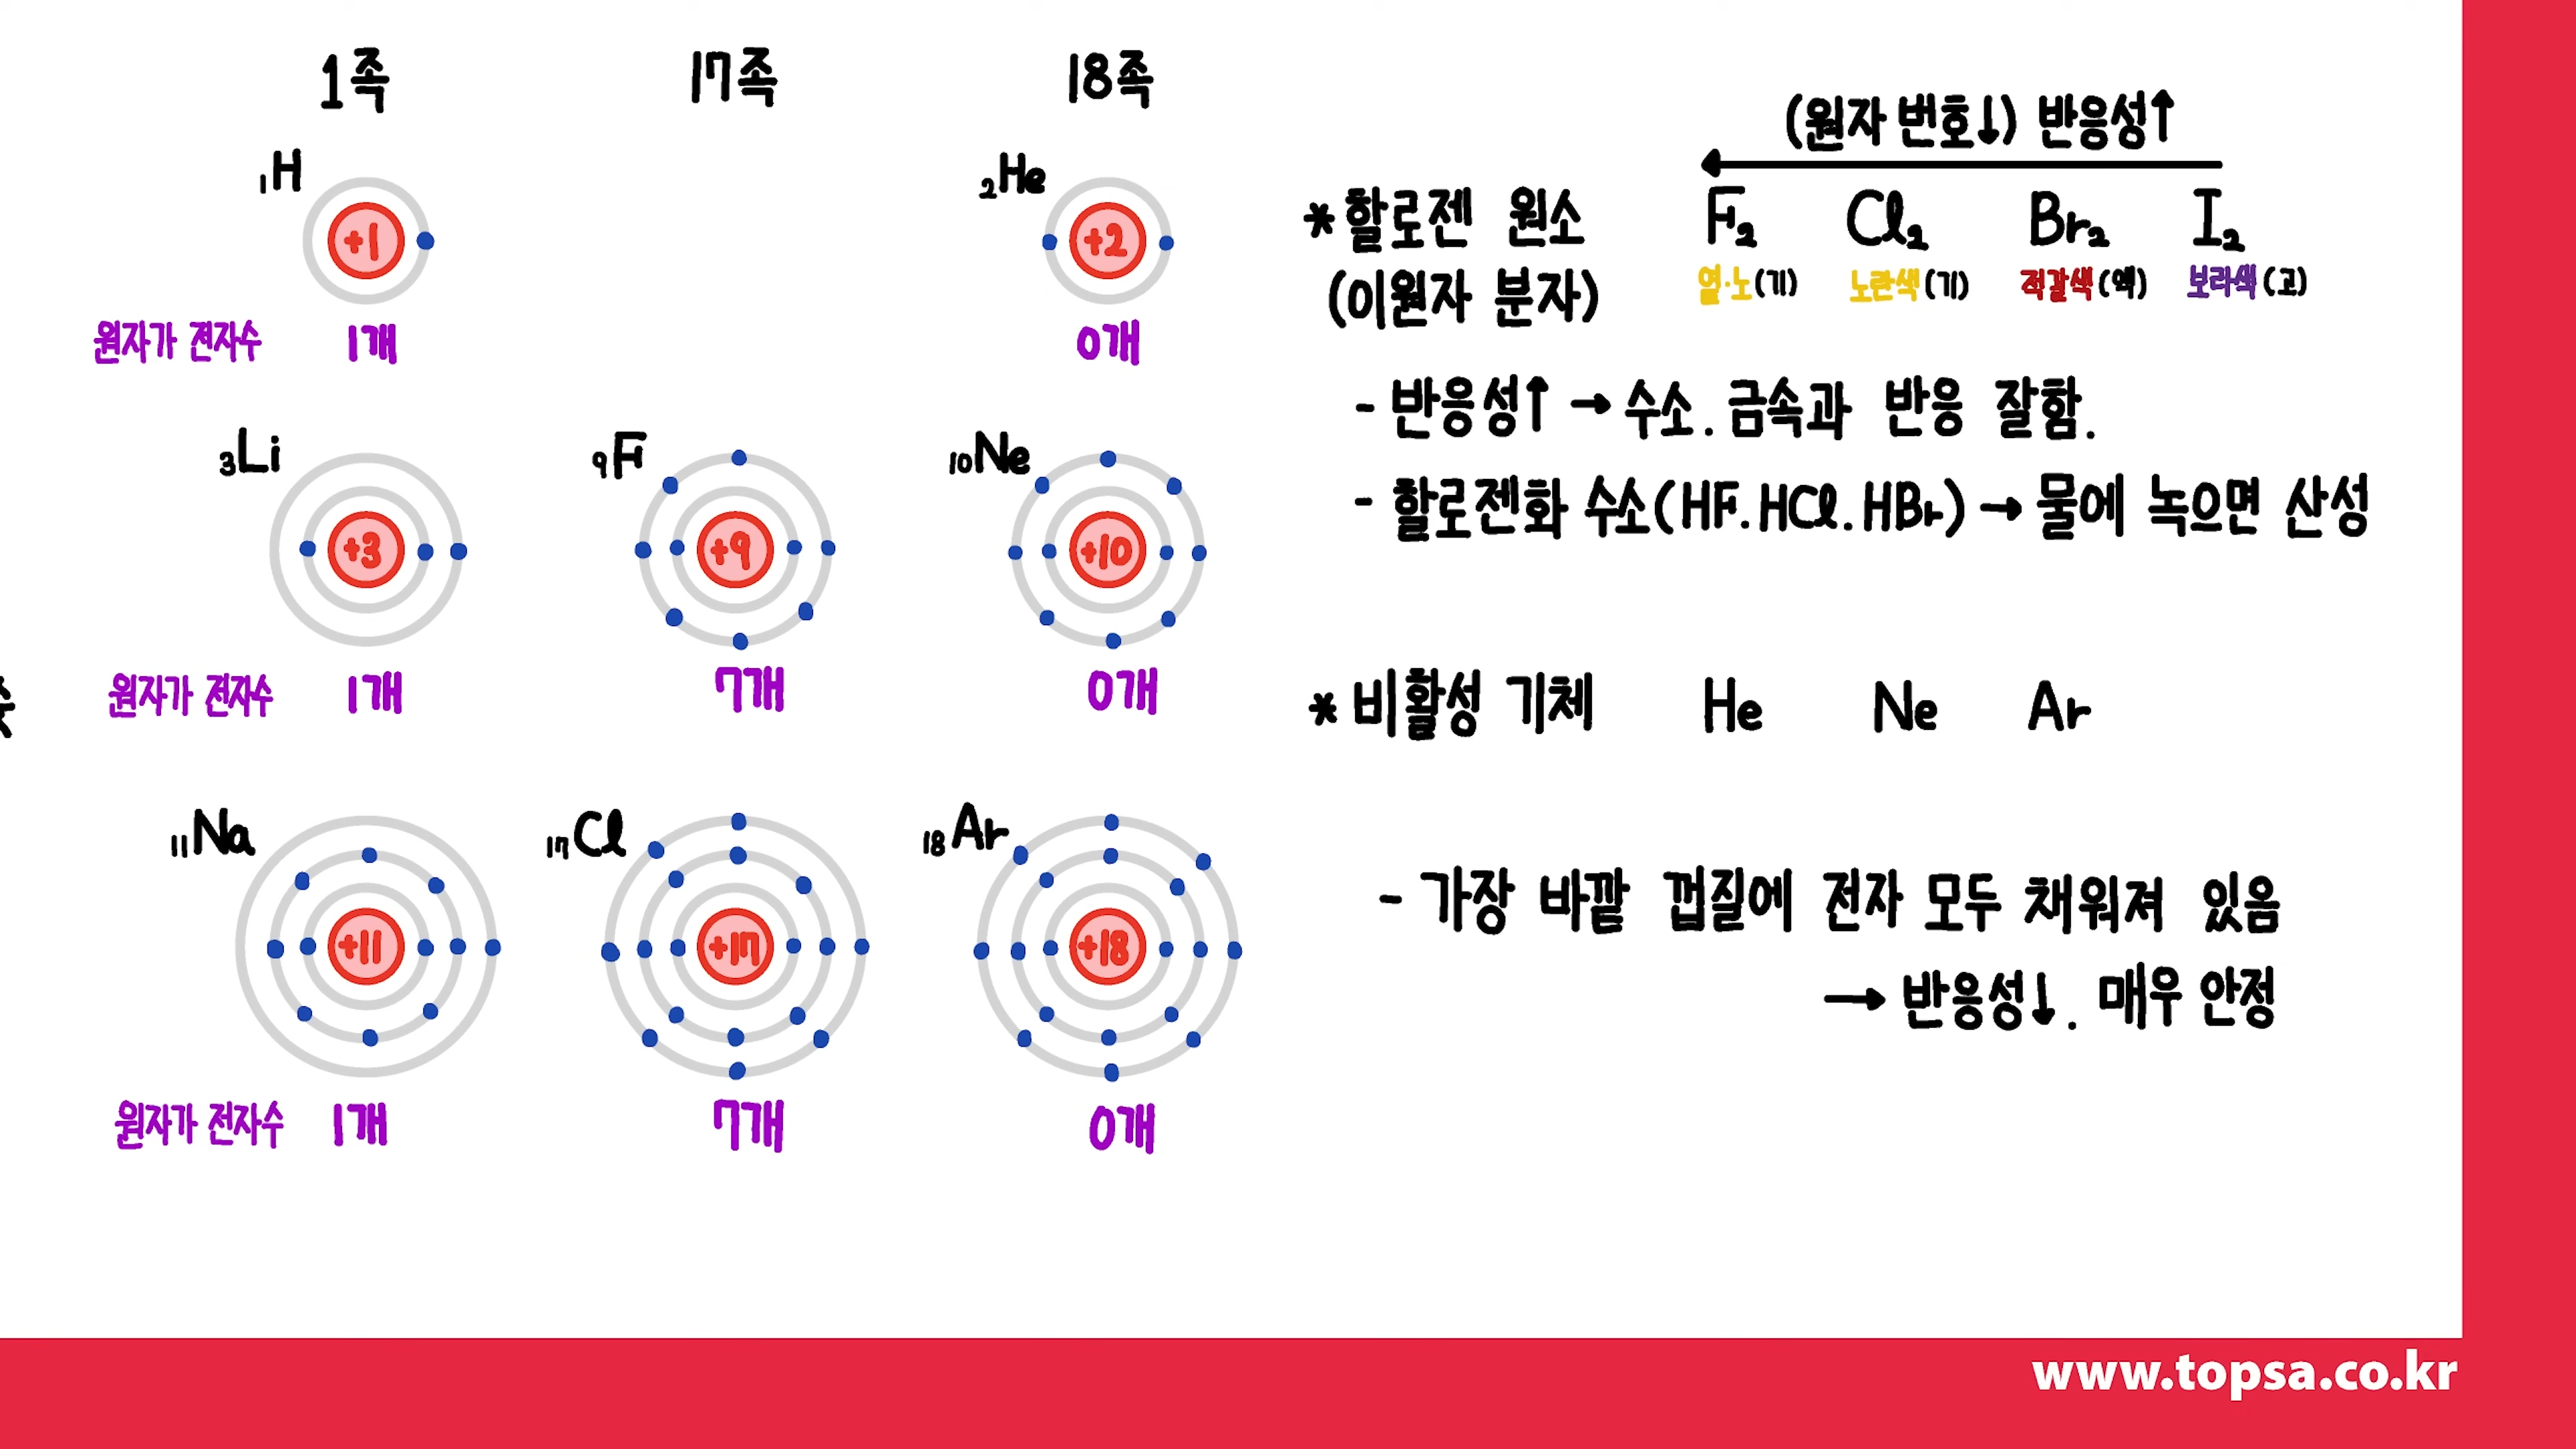 1족 17족 18족
₁H ₂He
+1 +2
원자가 전자수 1개 0개
₃Li ₉F ₁₀Ne
+3 +9 +10
원자가 전자수 1개 7개 0개
₁₁Na ₁₇Cl ₁₈Ar
+11 +17 +18
원자가 전자수 1개 7개 0개
(원자 번호↓) 반응성↑
*할로젠 원소 F₂ Cl₂ Br₂ I₂
(이원자 분자) 옅·노(기) 노란색(기) 적갈색(액) 보라색(고)
- 반응성↑ → 수소. 금속과 반응 잘함.
- 할로젠화 수소(HF.HCl.HBr) → 물에 녹으면 산성
*비활성 기체 He Ne Ar
- 가장 바깥 껍질에 전자 모두 채워져 있음
→ 반응성↓. 매우 안정
www.topsa.co.kr